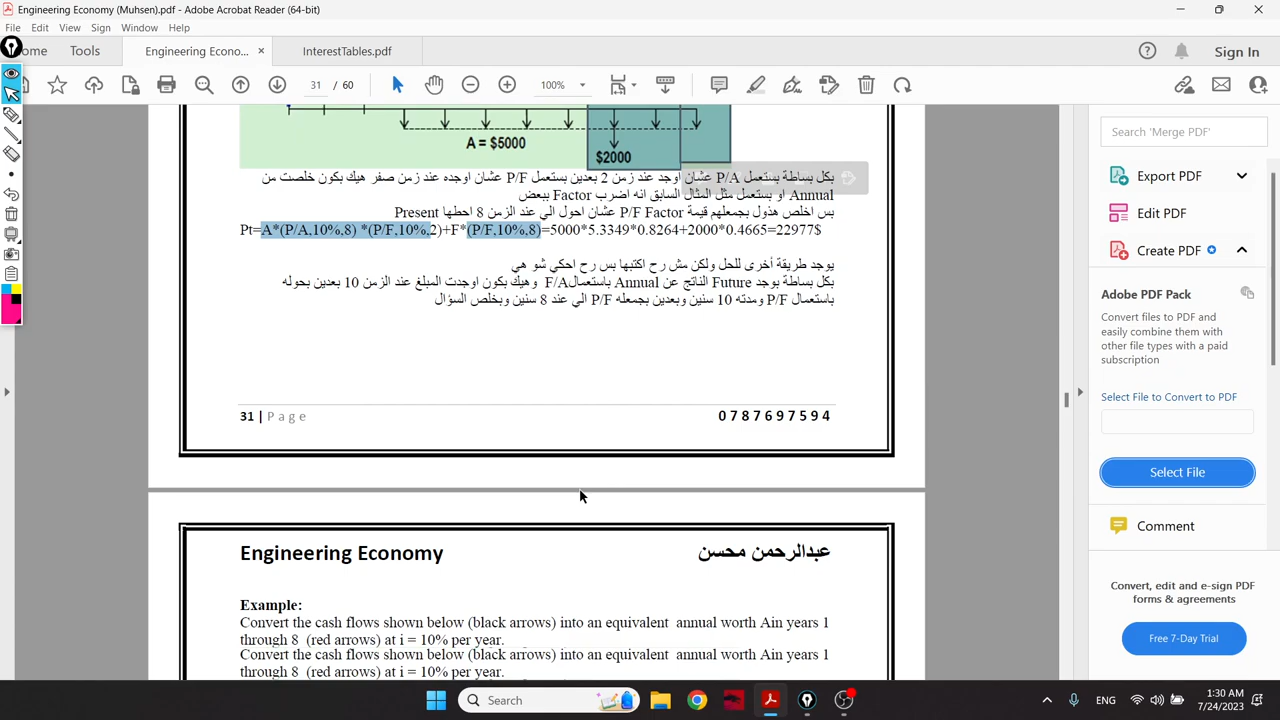 Engineering Economy (Muhsen).pdf - Adobe Acrobat Reader (64-bit)
File Edit View Sign Window Help
ome Tools Engineering Econo... × InterestTables.pdf Sign In
31 / 60 100%
A = $5000
$2000
بكل بساطة بستعمل P/A عشان اوجد عند زمن 2 بعدين بستعمل P/F عشان اوجده عند زمن صفر هيك بكون خلصت من
Annual او بستعمل مثل المثال السابق انه اضرب Factor ببعض
بس اخلص هذول بجمعلهم قيمة P/F Factor عشان احول الي عند الزمن 8 احطها Present
Pt=A*(P/A,10%,8) *(P/F,10%,2)+F*(P/F,10%,8)=5000*5.3349*0.8264+2000*0.4665=22977$
يوجد طريقة أخرى للحل ولكن مش رح اكتبها بس رح احكي شو هي
بكل بساطة بوجد Future الناتج عن Annual باستعمالF/A وهيك بكون اوجدت المبلغ عند الزمن 10 بعدين بحوله
باستعمال P/F ومدته 10 سنين وبعدين بجمعله P/F الي عند 8 سنين وبخلص السؤال
31 | Page
0787697594
Engineering Economy
عبدالرحمن محسن
Example:
Convert the cash flows shown below (black arrows) into an equivalent annual worth Ain years 1
through 8 (red arrows) at i = 10% per year.
Convert the cash flows shown below (black arrows) into an equivalent annual worth Ain years 1
through 8 (red arrows) at i = 10% per year.
Search 'Merge PDF'
Export PDF
Edit PDF
Create PDF
Adobe PDF Pack
Convert files to PDF and
easily combine them with
other file types with a paid
subscription
Select File to Convert to PDF
Select File
Comment
Convert, edit and e-sign PDF
forms & agreements
Free 7-Day Trial
Search
ENG
1:30 AM
7/24/2023